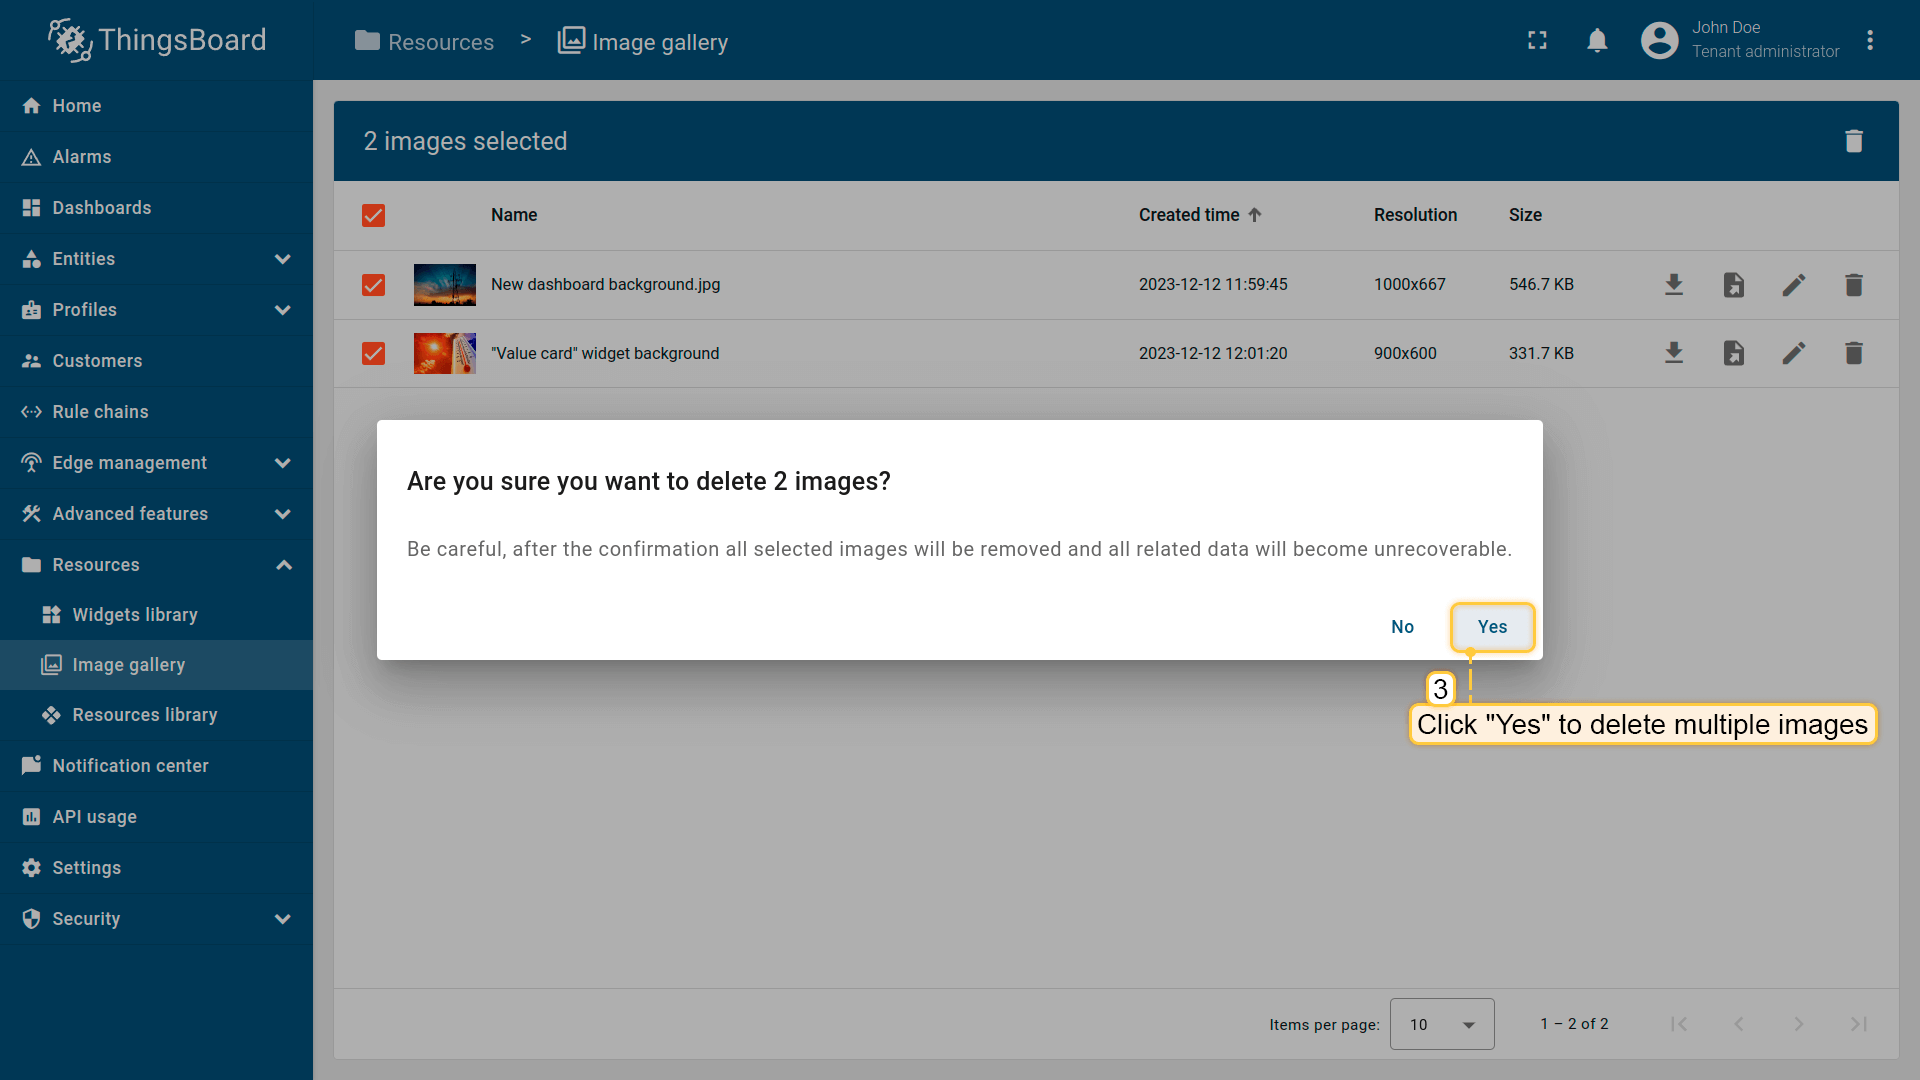 ThingsBoard
Resources > Image gallery
John Doe
Tenant administrator
Home
Alarms
Dashboards
Entities
Profiles
Customers
Rule chains
Edge management
Advanced features
Resources
Widgets library
Image gallery
Resources library
Notification center
API usage
Settings
Security
2 images selected
Name Created time Resolution Size
New dashboard background.jpg 2023-12-12 11:59:45 1000x667 546.7 KB
"Value card" widget background 2023-12-12 12:01:20 900x600 331.7 KB
Are you sure you want to delete 2 images?
Be careful, after the confirmation all selected images will be removed and all related data will become unrecoverable.
No Yes
3
Click "Yes" to delete multiple images
Items per page: 10 1 – 2 of 2